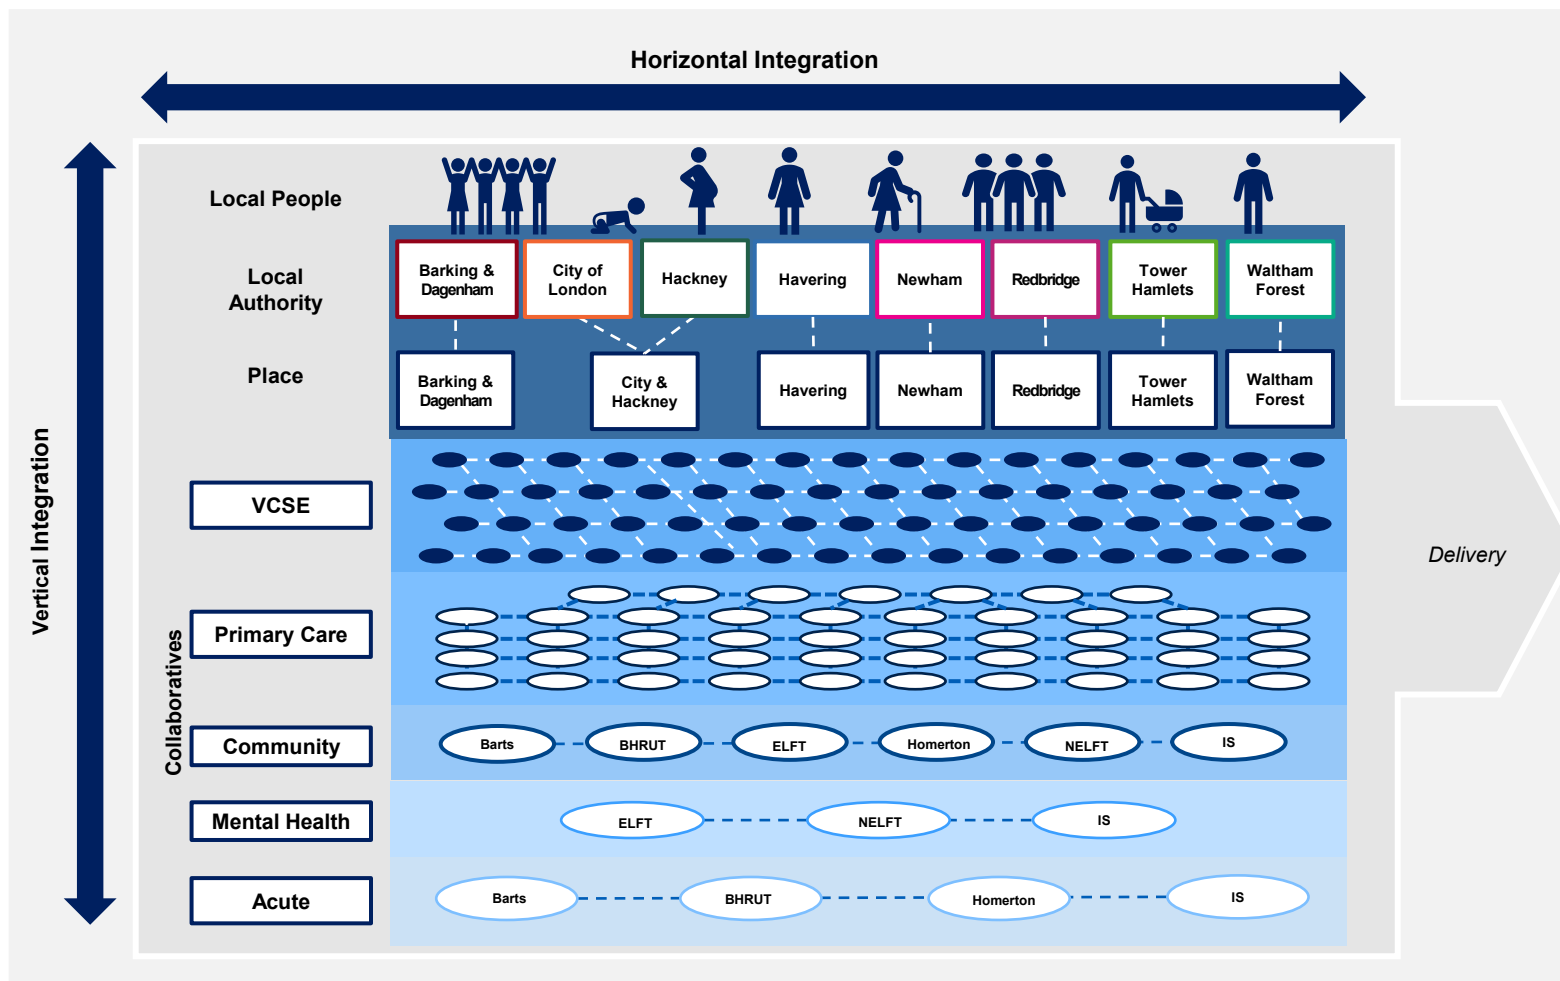 Horizontal Integration
Vertical Integration
Local People
Local
Authority
Barking &
Dagenham
City of
London
Hackney
Havering
Newham
Redbridge
Tower
Hamlets
Waltham
Forest
Place
Barking &
Dagenham
City &
Hackney
Havering
Newham
Redbridge
Tower
Hamlets
Waltham
Forest
Collaboratives
VCSE
Primary Care
Community
Barts
BHRUT
ELFT
Homerton
NELFT
IS
Mental Health
ELFT
NELFT
IS
Acute
Barts
BHRUT
Homerton
IS
Delivery